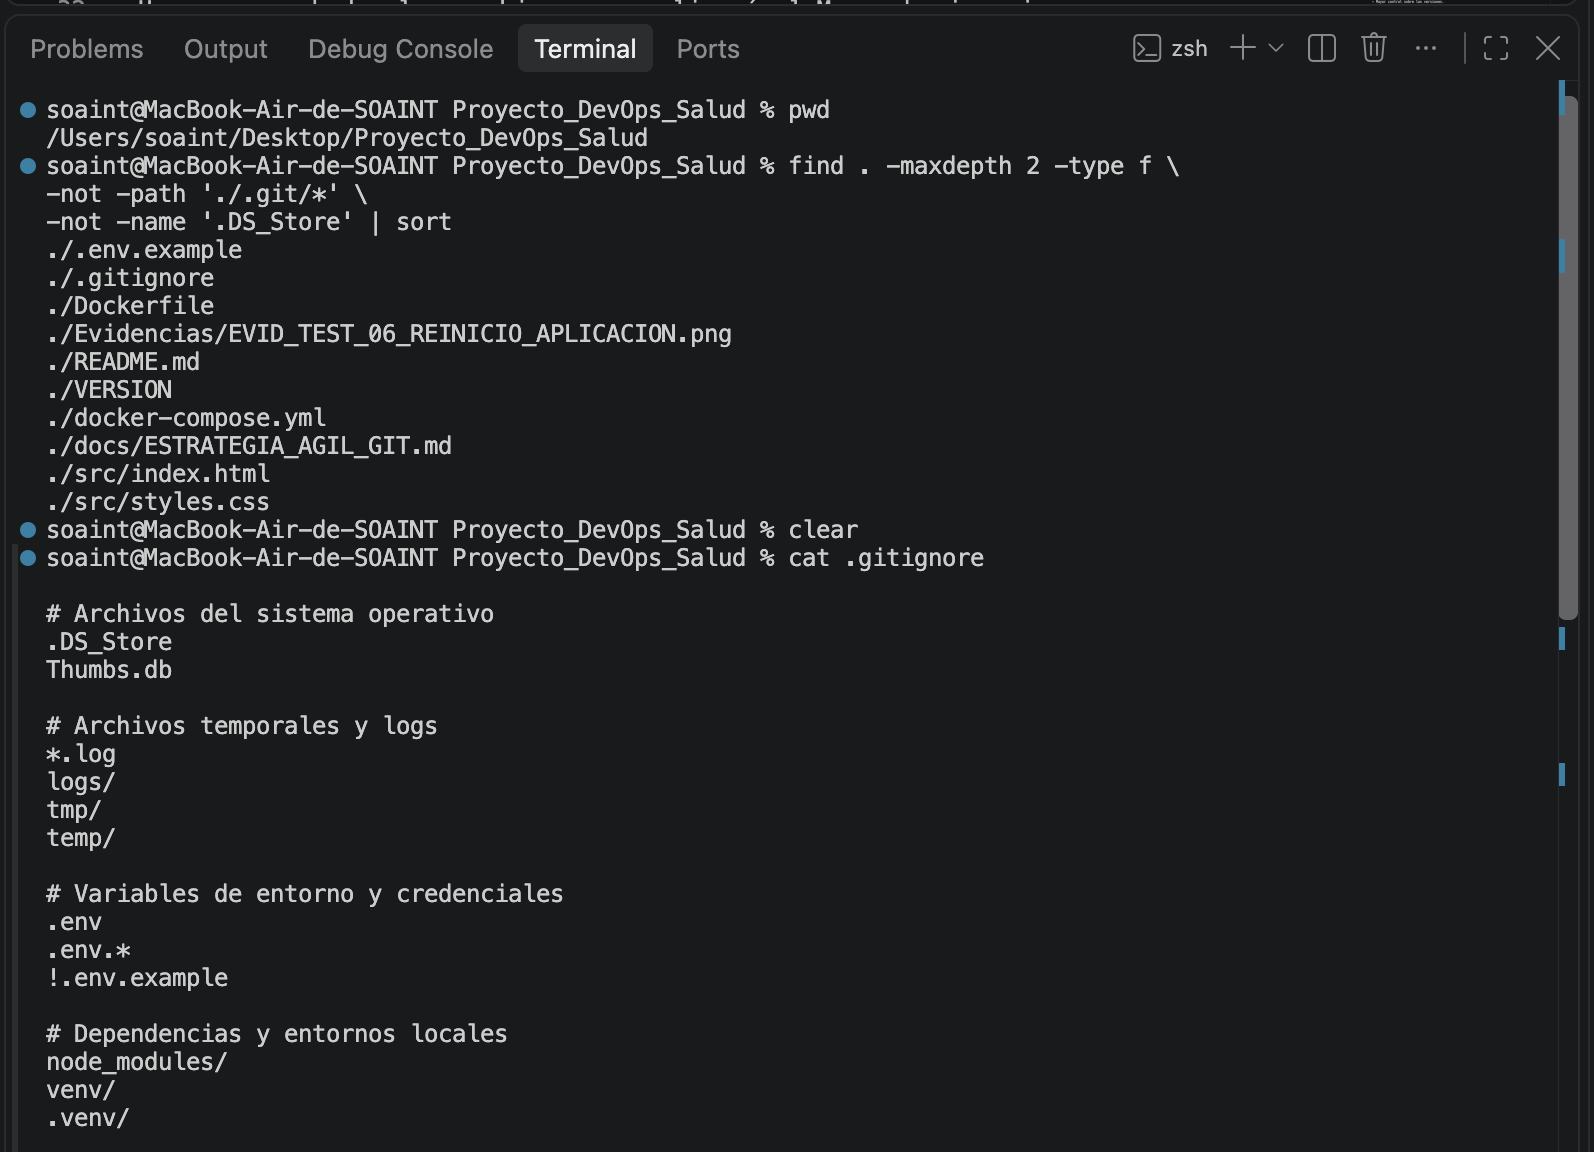 Problems Output Debug Console Terminal Ports zsh
soaint@MacBook-Air-de-SOAINT Proyecto_DevOps_Salud % pwd
/Users/soaint/Desktop/Proyecto_DevOps_Salud
soaint@MacBook-Air-de-SOAINT Proyecto_DevOps_Salud % find . -maxdepth 2 -type f \
-not -path './.git/*' \
-not -name '.DS_Store' | sort
./.env.example
./.gitignore
./Dockerfile
./Evidencias/EVID_TEST_06_REINICIO_APLICACION.png
./README.md
./VERSION
./docker-compose.yml
./docs/ESTRATEGIA_AGIL_GIT.md
./src/index.html
./src/styles.css
soaint@MacBook-Air-de-SOAINT Proyecto_DevOps_Salud % clear
soaint@MacBook-Air-de-SOAINT Proyecto_DevOps_Salud % cat .gitignore
# Archivos del sistema operativo
.DS_Store
Thumbs.db
# Archivos temporales y logs
*.log
logs/
tmp/
temp/
# Variables de entorno y credenciales
.env
.env.*
!.env.example
# Dependencias y entornos locales
node_modules/
venv/
.venv/